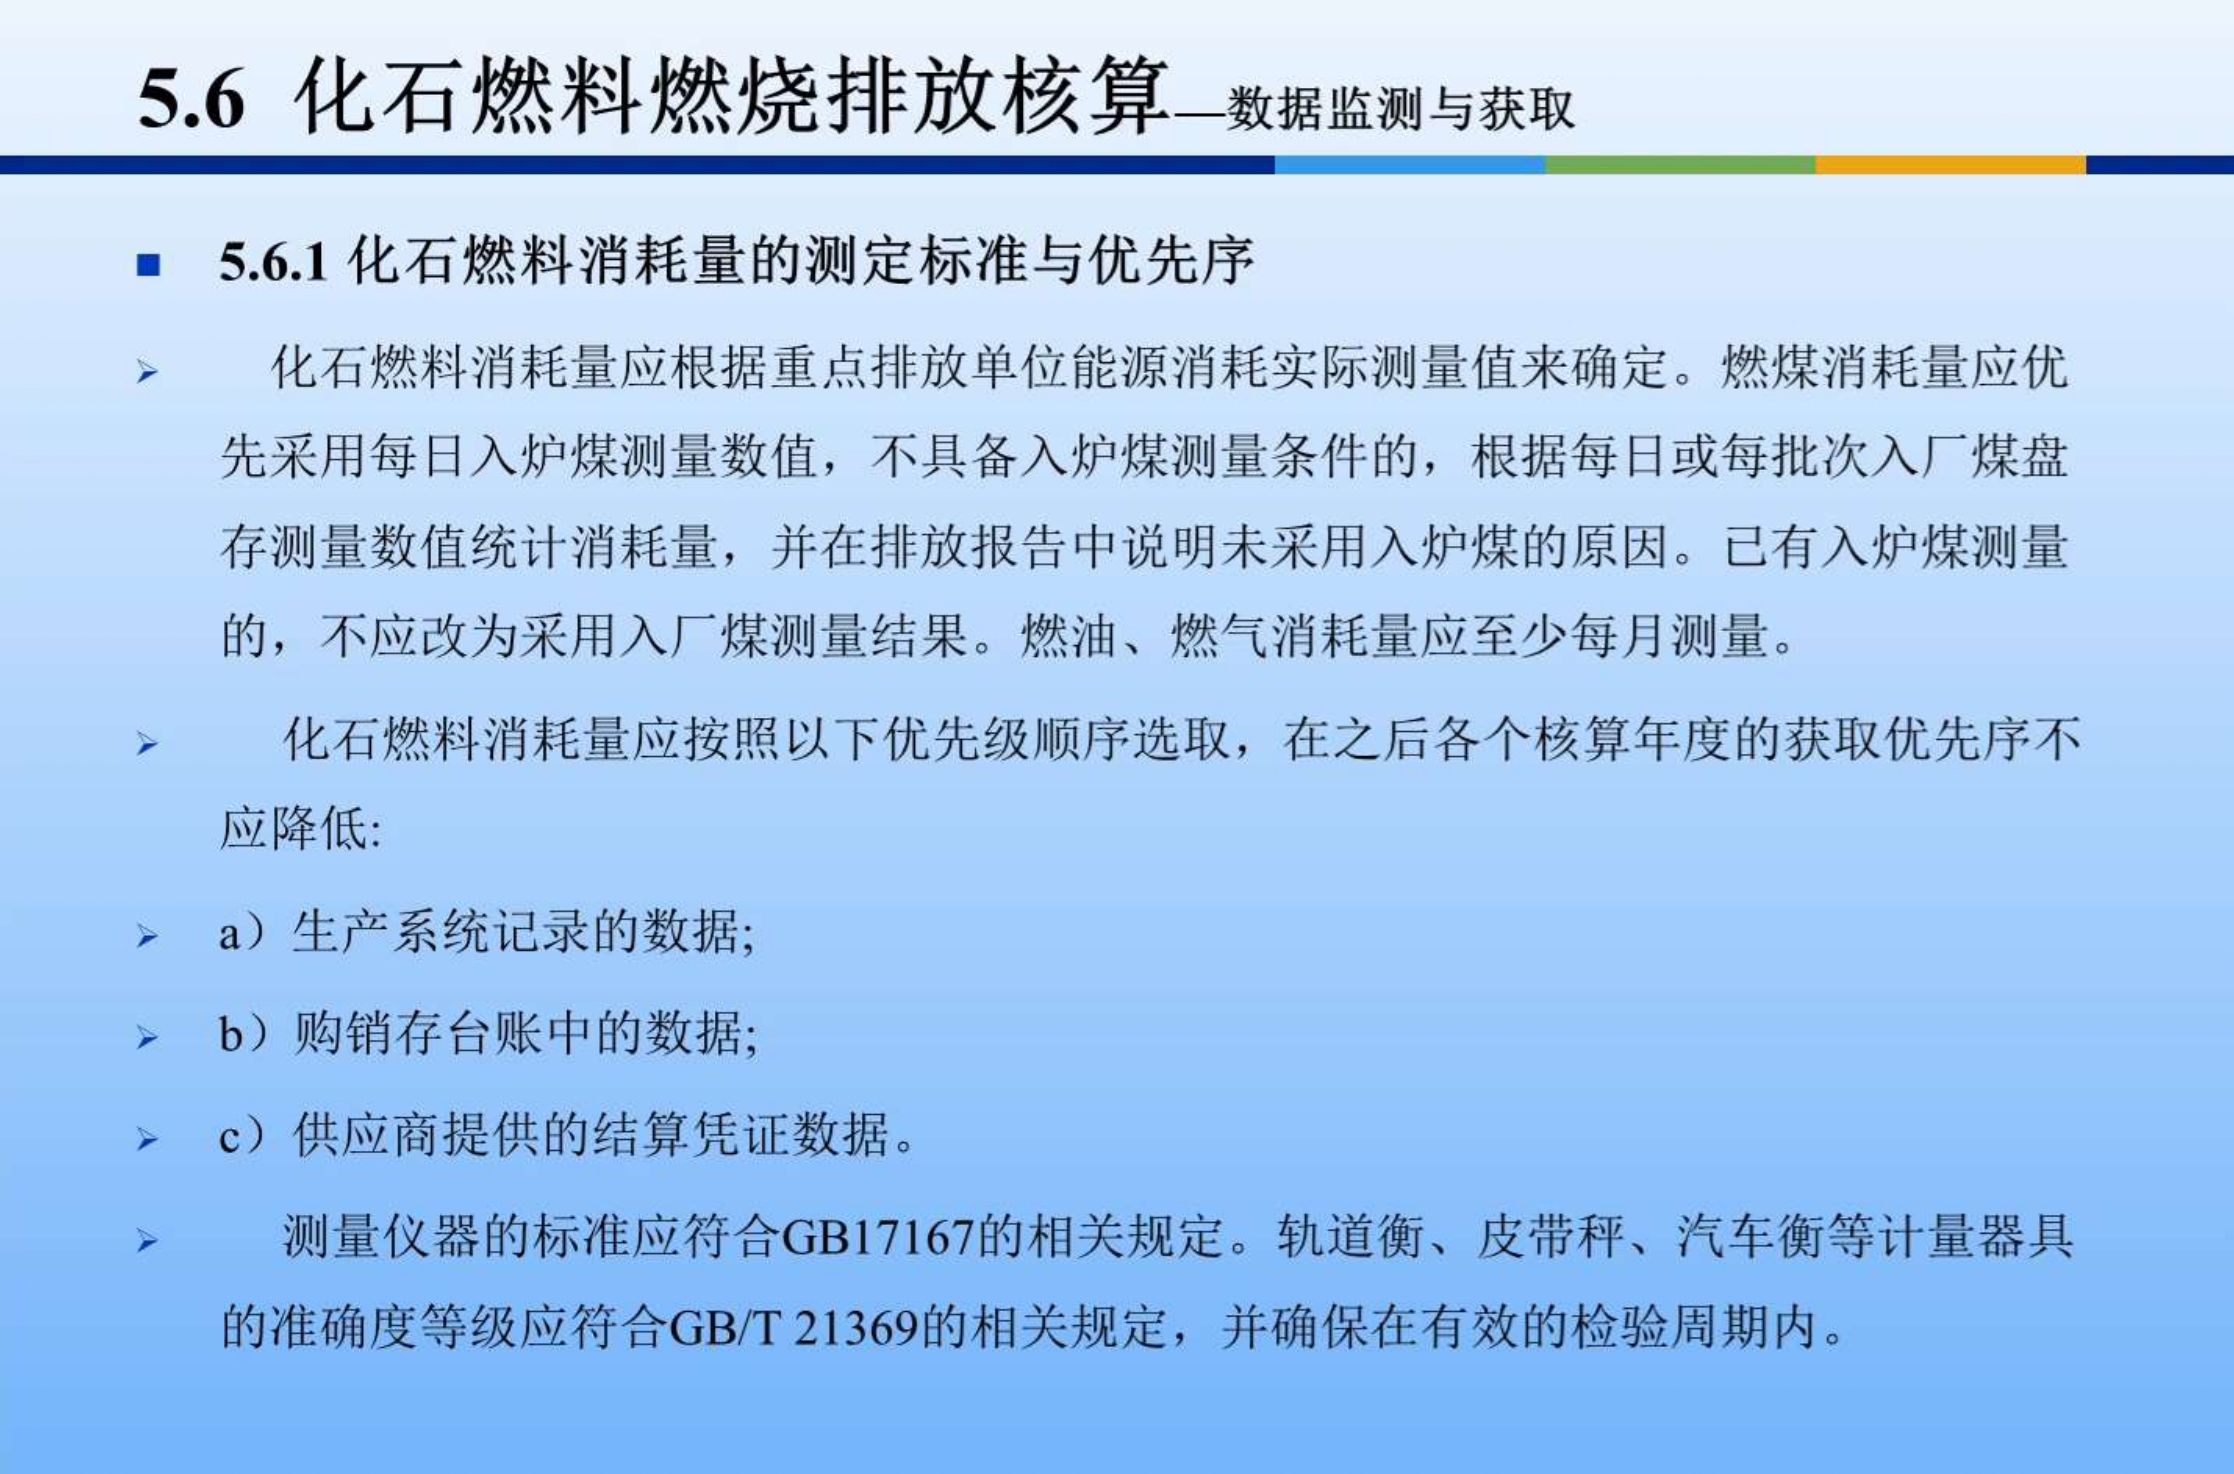 5.6 化石燃料燃烧排放核算—数据监测与获取
5.6.1 化石燃料消耗量的测定标准与优先序
化石燃料消耗量应根据重点排放单位能源消耗实际测量值来确定。燃煤消耗量应优
先采用每日入炉煤测量数值，不具备入炉煤测量条件的，根据每日或每批次入厂煤盘
存测量数值统计消耗量，并在排放报告中说明未采用入炉煤的原因。已有入炉煤测量
的，不应改为采用入厂煤测量结果。燃油、燃气消耗量应至少每月测量。
化石燃料消耗量应按照以下优先级顺序选取，在之后各个核算年度的获取优先序不
应降低:
a）生产系统记录的数据;
b）购销存台账中的数据;
c）供应商提供的结算凭证数据。
测量仪器的标准应符合GB17167的相关规定。轨道衡、皮带秤、汽车衡等计量器具
的准确度等级应符合GB/T 21369的相关规定，并确保在有效的检验周期内。